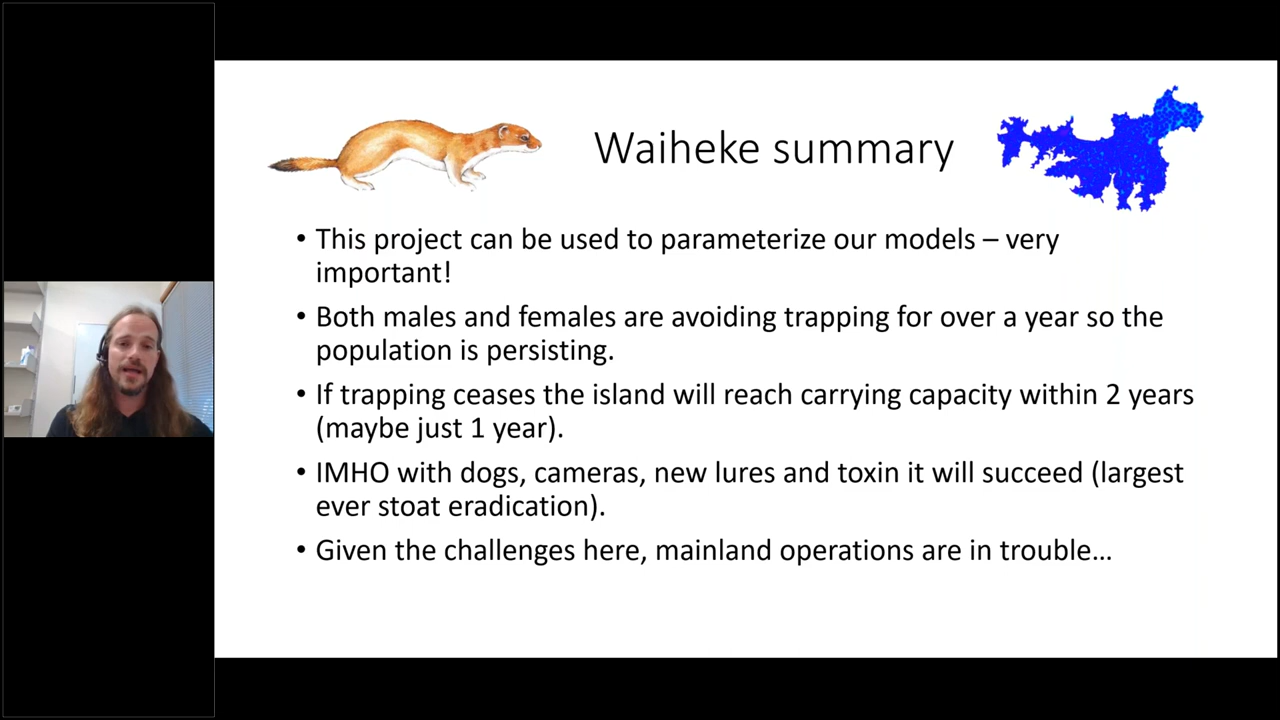 Waiheke summary
• This project can be used to parameterize our models – very
important!
• Both males and females are avoiding trapping for over a year so the
population is persisting.
• If trapping ceases the island will reach carrying capacity within 2 years
(maybe just 1 year).
• IMHO with dogs, cameras, new lures and toxin it will succeed (largest
ever stoat eradication).
• Given the challenges here, mainland operations are in trouble…